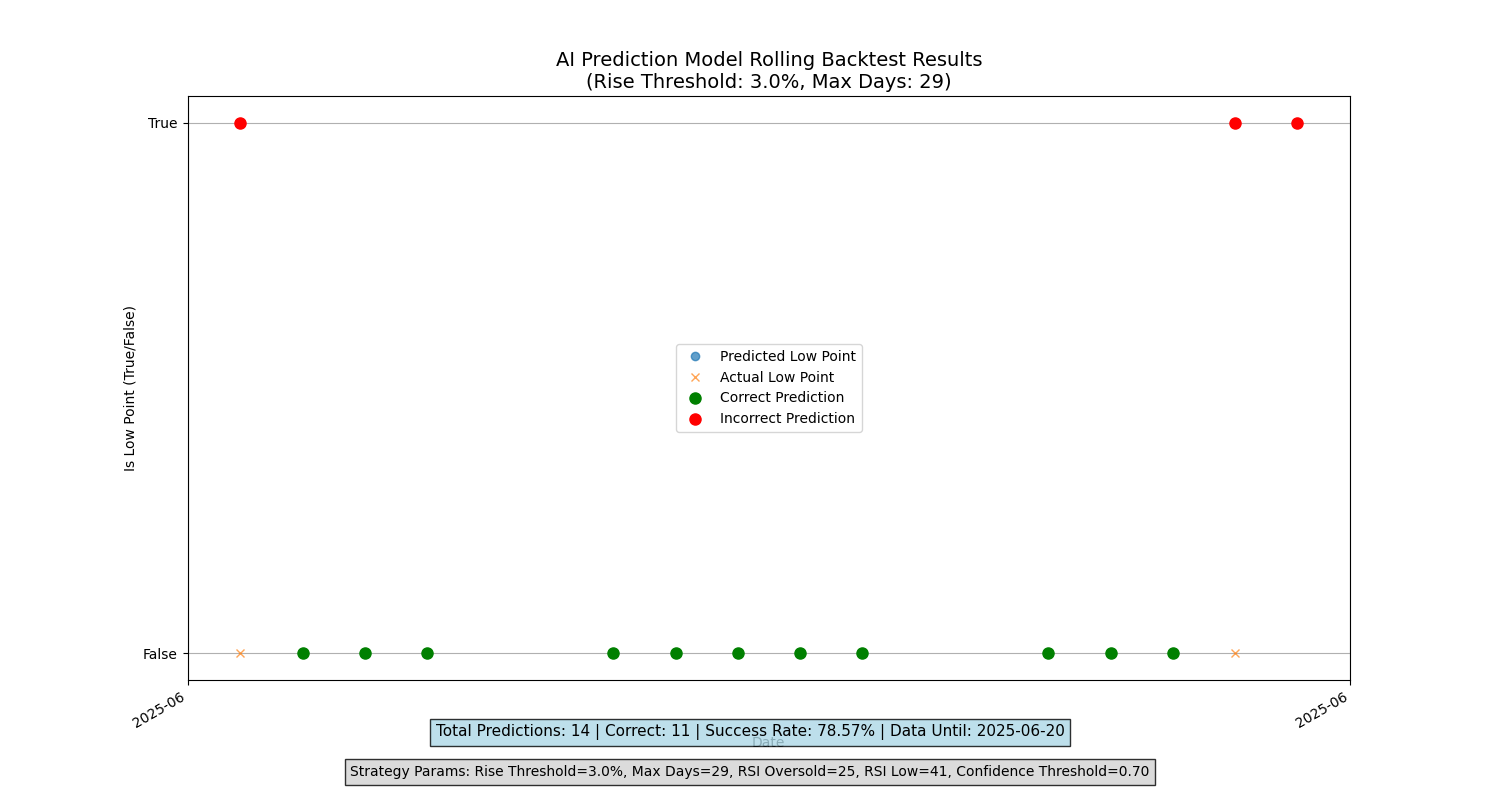 AI Prediction Model Rolling Backtest Results
(Rise Threshold: 3.0%, Max Days: 29)
True
Is Low Point (True/False)
Predicted Low Point
Actual Low Point
Correct Prediction
Incorrect Prediction
False
2025-06
2025-06
Total Predictions: 14 | Correct: 11 | Success Rate: 78.57% | Data Until: 2025-06-20
Date
Strategy Params: Rise Threshold=3.0%, Max Days=29, RSI Oversold=25, RSI Low=41, Confidence Threshold=0.70